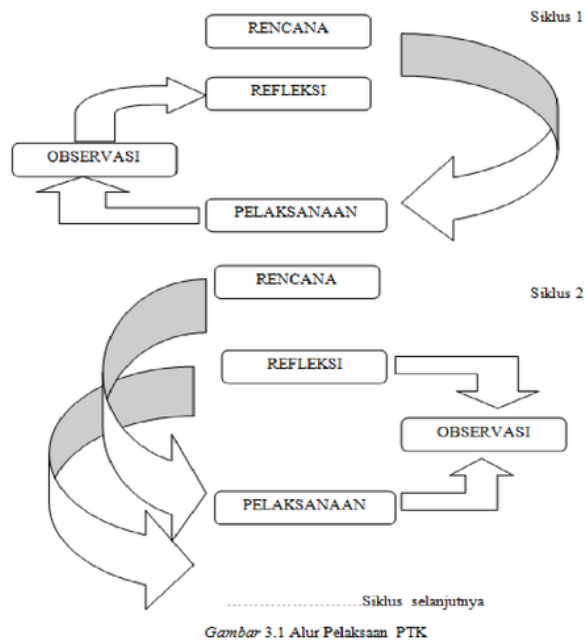 RENCANA
Siklus 1
REFLEKSI
OBSERVASI
PELAKSANAAN
RENCANA
Siklus 2
REFLEKSI
OBSERVASI
PELAKSANAAN
........................Siklus selanjutnya
Gambar 3.1 Alur Pelaksaan PTK